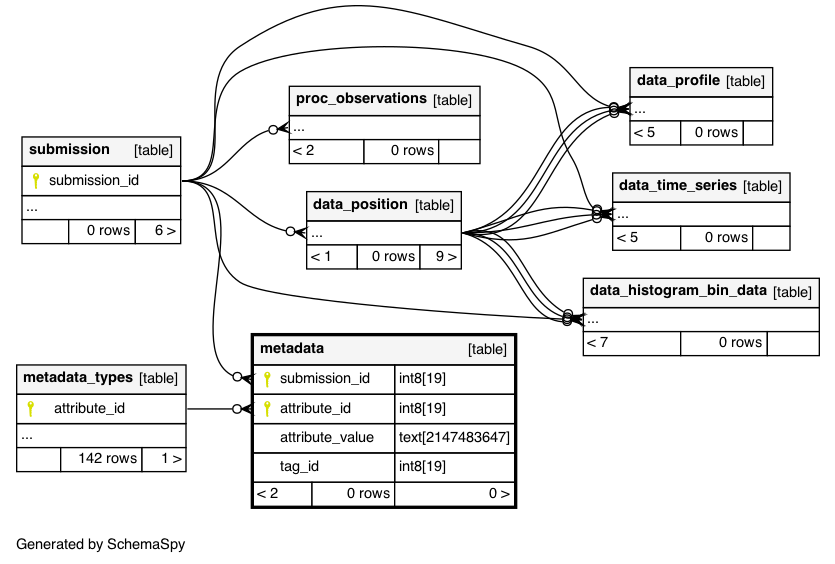 data_profile [table]
...
< 5 0 rows
proc_observations [table]
...
< 2 0 rows
submission [table]
submission_id
...
0 rows 6 >
data_time_series [table]
...
< 5 0 rows
data_position [table]
...
< 1 0 rows 9 >
data_histogram_bin_data [table]
...
< 7 0 rows
metadata [table]
submission_id int8[19]
attribute_id int8[19]
attribute_value text[2147483647]
tag_id int8[19]
< 2 0 rows 0 >
metadata_types [table]
attribute_id
...
142 rows 1 >
Generated by SchemaSpy